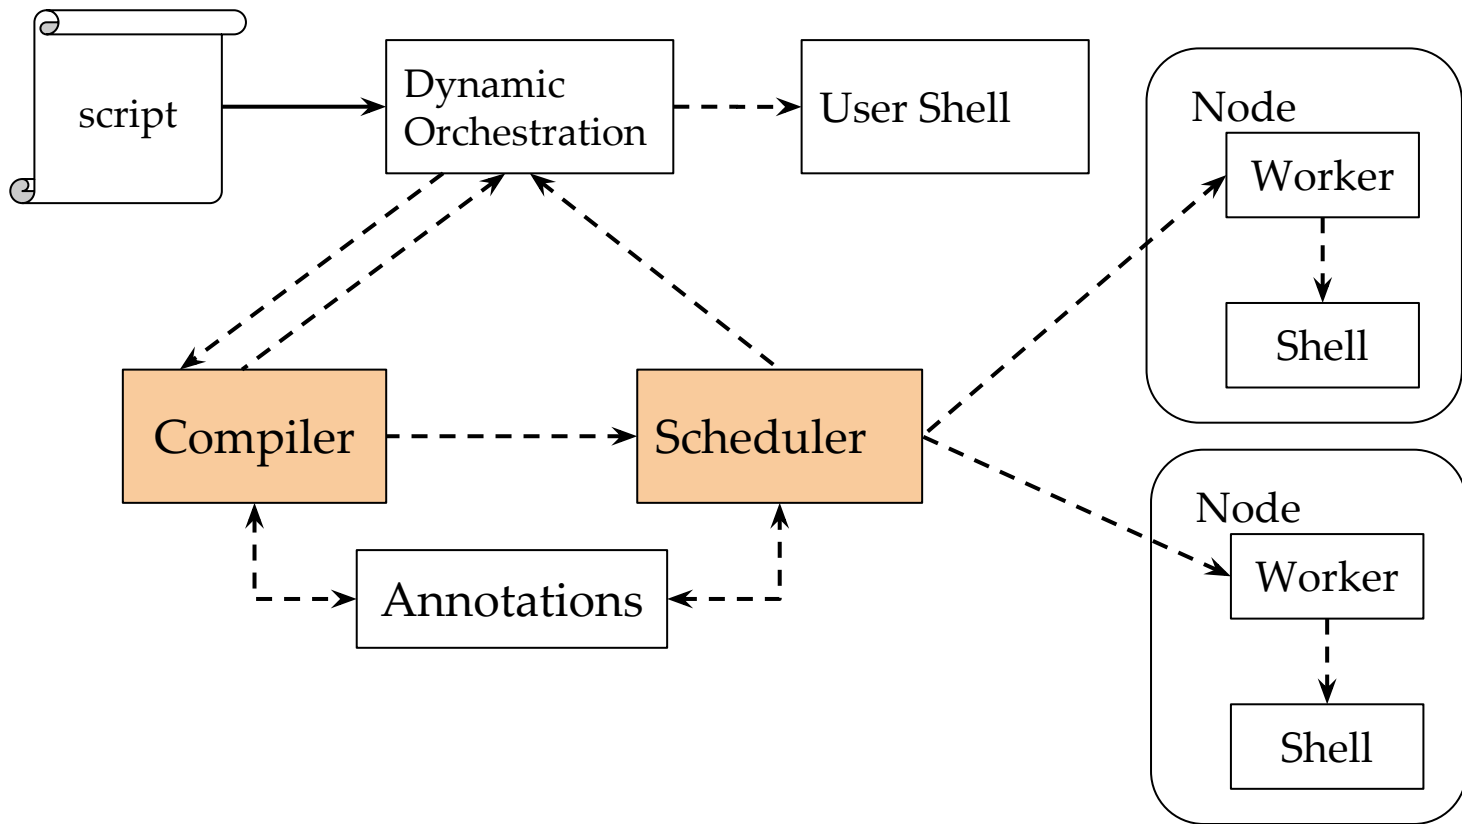 script
Dynamic
Orchestration
User Shell
Node
Worker
Shell
Compiler
Scheduler
Annotations
Node
Worker
Shell